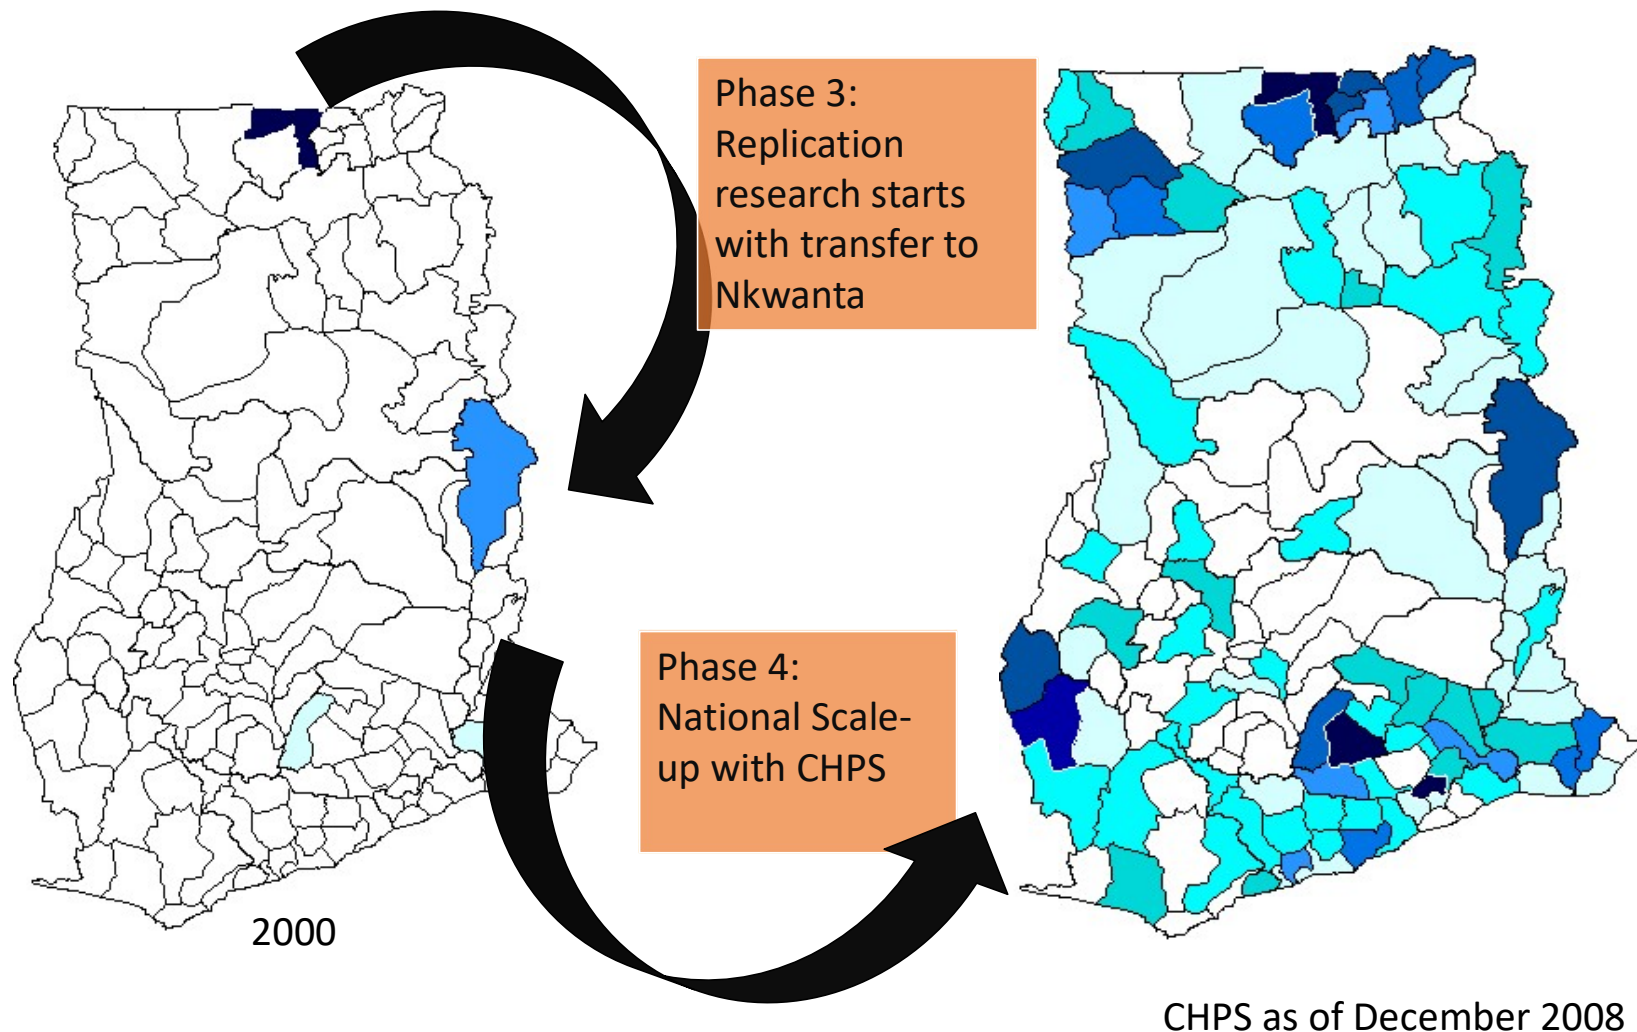 Phase 3:
Replication
research starts
with transfer to
Nkwanta
Phase 4:
National Scale-
up with CHPS
2000
CHPS as of December 2008